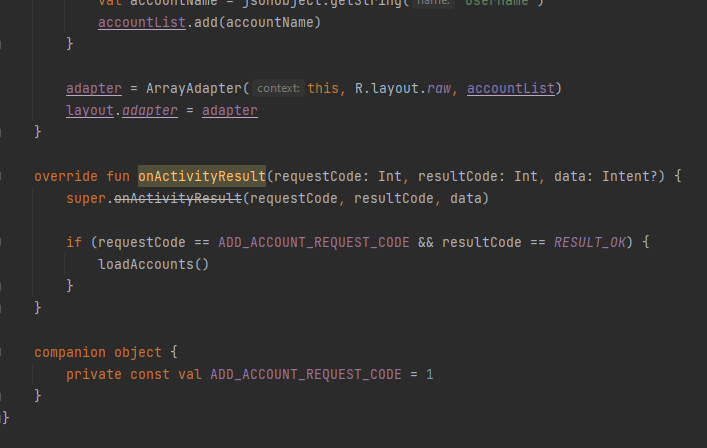 val accountName = jsonObject.getString( name: "username")
accountList.add(accountName)
}
adapter = ArrayAdapter( context: this, R.layout.raw, accountList)
layout.adapter = adapter
}
override fun onActivityResult(requestCode: Int, resultCode: Int, data: Intent?) {
super.onActivityResult(requestCode, resultCode, data)
if (requestCode == ADD_ACCOUNT_REQUEST_CODE && resultCode == RESULT_OK) {
loadAccounts()
}
}
companion object {
private const val ADD_ACCOUNT_REQUEST_CODE = 1
}
}